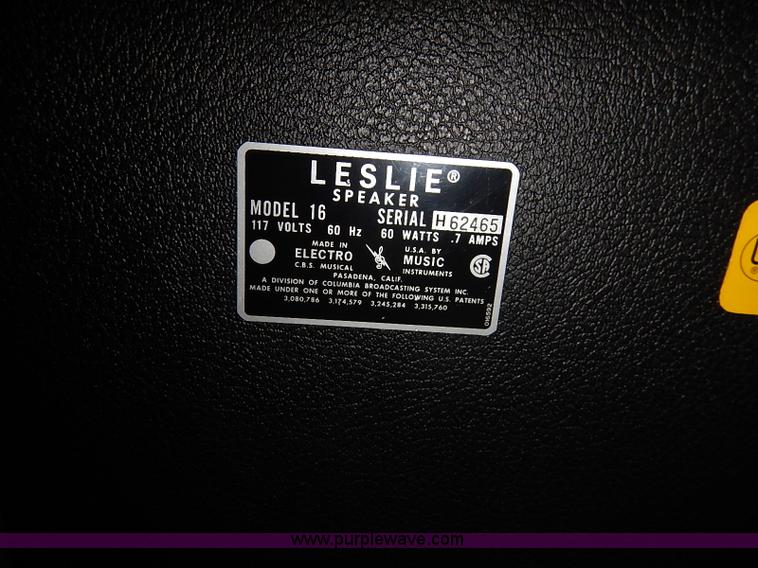 LESLIE®
SPEAKER
MODEL 16 SERIAL H 62465
117 VOLTS 60 Hz 60 WATTS .7 AMPS
MADE IN U.S.A. BY
ELECTRO MUSIC
C.B.S. MUSICAL INSTRUMENTS
PASADENA, CALIF.
A DIVISION OF COLUMBIA BROADCASTING SYSTEM INC.
MADE UNDER ONE OR MORE OF THE FOLLOWING U.S. PATENTS
3,080,786 3,174,579 3,245,284 3,315,760
016592
www.purplewave.com